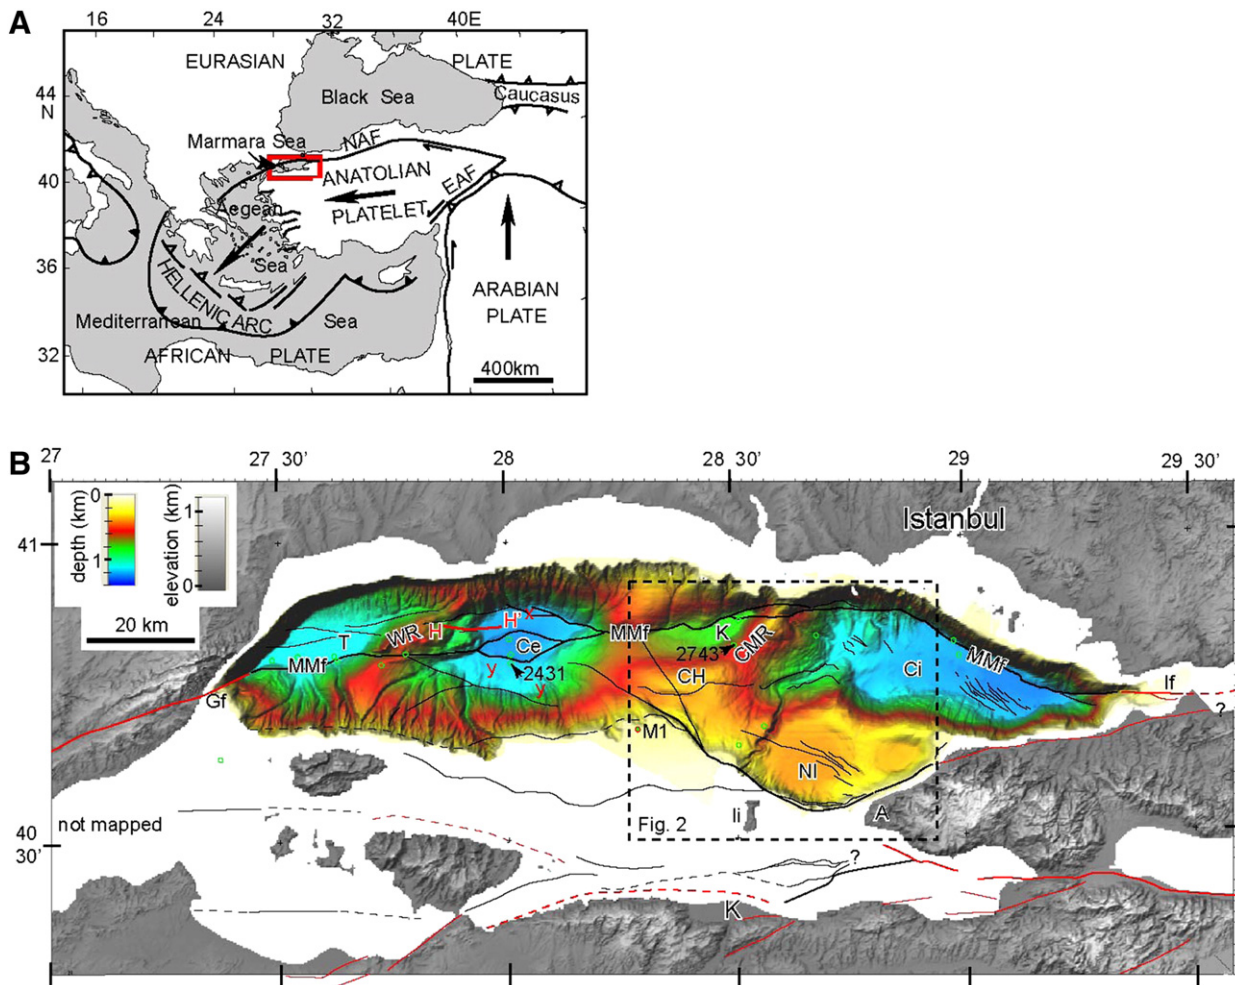 A
16 24 32 40E
EURASIAN PLATE
44
N
Black Sea
Caucasus
Marmara Sea
NAF
40
ANATOLIAN
EAF
PLATELET
Aegean
Sea
36
HELLENIC ARC
ARABIAN
PLATE
Mediterranean Sea
32
AFRICAN PLATE
400km
B
27 27 30' 28 28 30' 29 29 30'
depth (km)
0
1
elevation (km)
1
0
20 km
Istanbul
41
T
WR
H
H'
x
MMf
Ce
2431
y
y
MMf
K
2743
CMR
CH
Ci
MMf
If
?
Gf
M1
NI
Ii
A
Fig. 2
not mapped
40
30'
?
K